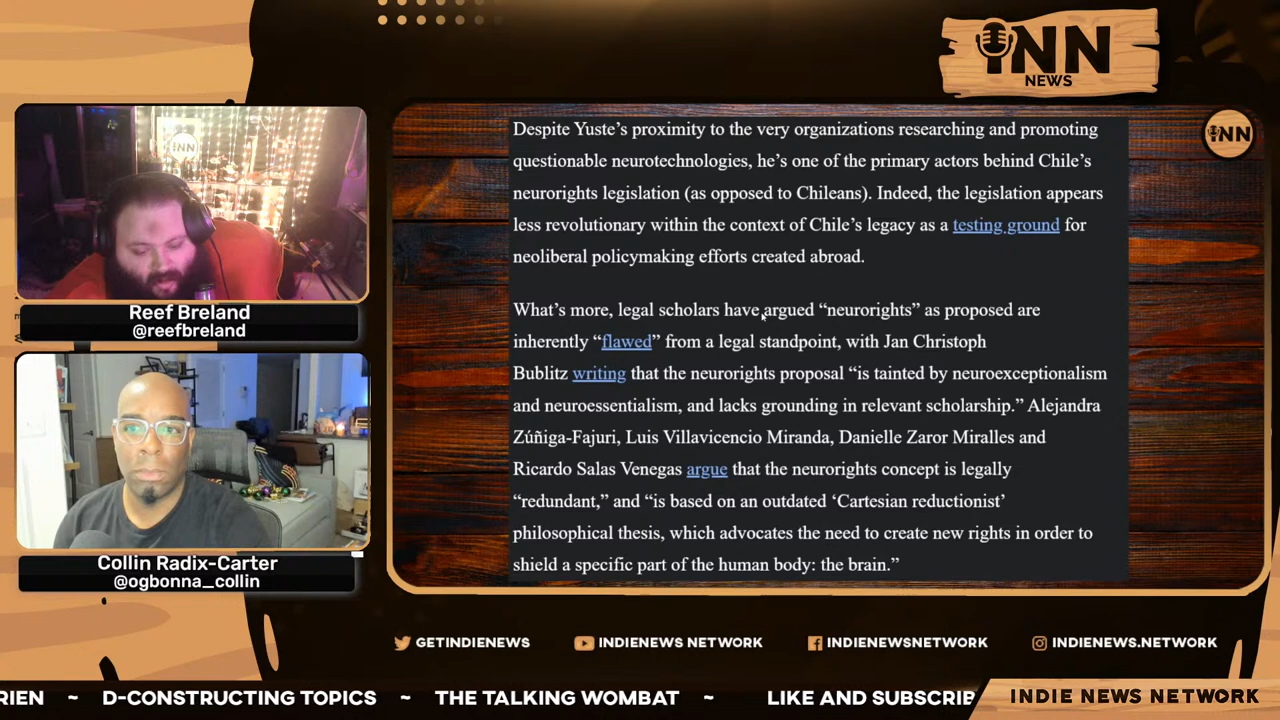 INN
NEWS
INN
Despite Yuste’s proximity to the very organizations researching and promoting
questionable neurotechnologies, he’s one of the primary actors behind Chile’s
neurorights legislation (as opposed to Chileans). Indeed, the legislation appears
less revolutionary within the context of Chile’s legacy as a testing ground for
neoliberal policymaking efforts created abroad.
What’s more, legal scholars have argued “neurorights” as proposed are
inherently “flawed” from a legal standpoint, with Jan Christoph
Bublitz writing that the neurorights proposal “is tainted by neuroexceptionalism
and neuroessentialism, and lacks grounding in relevant scholarship.” Alejandra
Zúñiga-Fajuri, Luis Villavicencio Miranda, Danielle Zaror Miralles and
Ricardo Salas Venegas argue that the neurorights concept is legally
“redundant,” and “is based on an outdated ‘Cartesian reductionist’
philosophical thesis, which advocates the need to create new rights in order to
shield a specific part of the human body: the brain.”
INN
Reef Breland
@reefbreland
Collin Radix-Carter
@ogbonna_collin
GETINDIENEWS
INDIENEWS NETWORK
INDIENEWSNETWORK
INDIENEWS.NETWORK
RIEN ~ D-CONSTRUCTING TOPICS ~ THE TALKING WOMBAT ~ LIKE AND SUBSCRIB
INDIE NEWS NETWORK